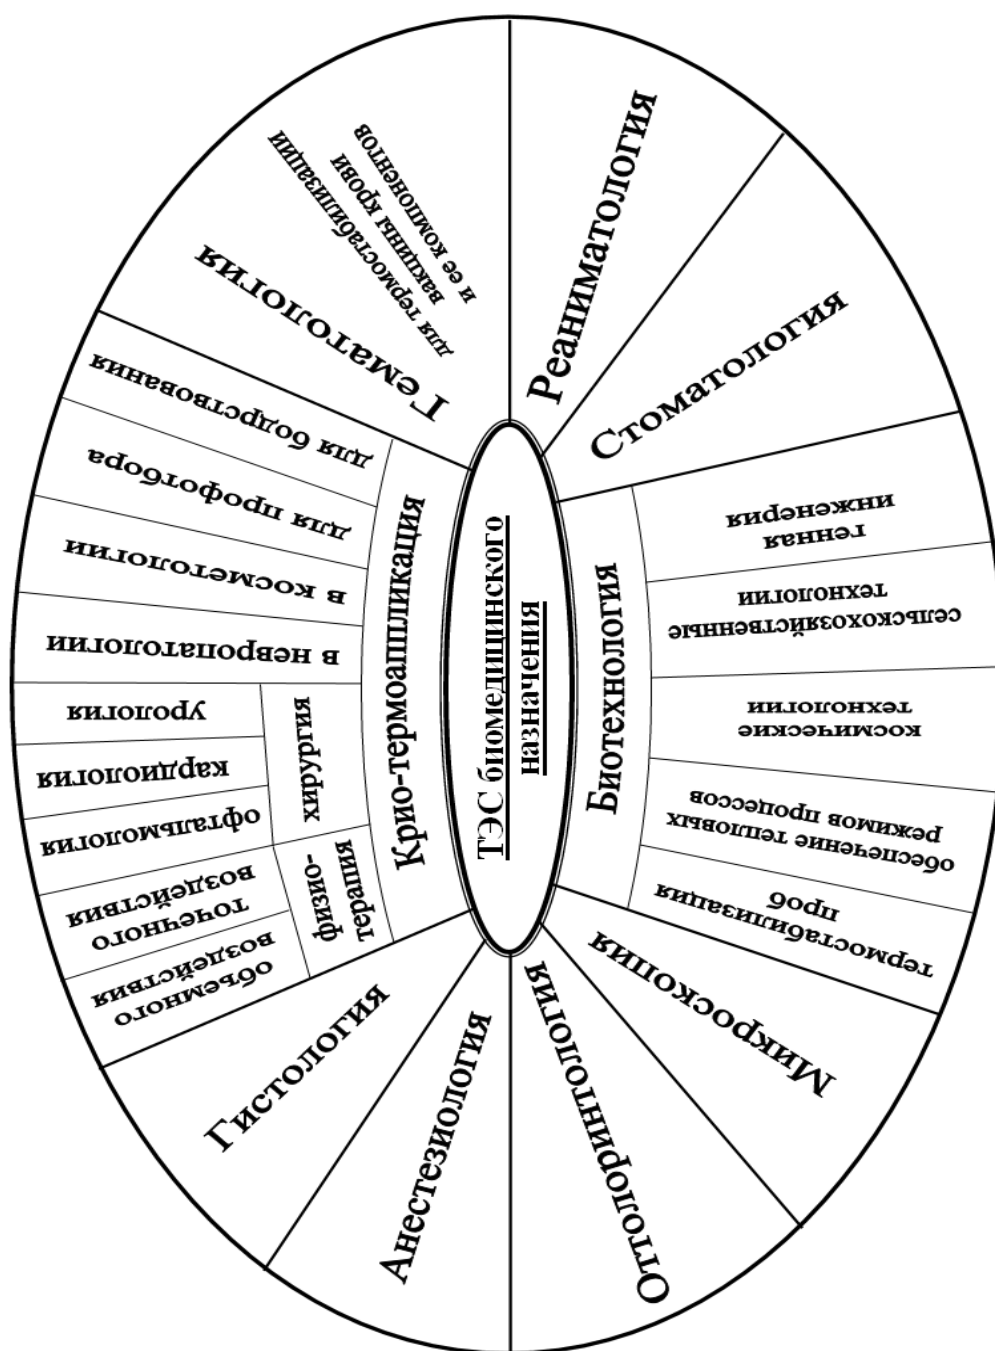 ТЭС биомедицинского
назначения
Реаниматология
Стоматология
Биотехнология
генная
инженерия
сельскохозяйственные
технологии
космические
технологии
обеспечение тепловых
режимов процессов
термостабилизация
проб
Микроскопия
Оттолоринтология
Анестезиология
Гистология
Крио-термоаппликация
физио-
терапия
объемного
воздействия
точечного
воздействия
хирургия
офтальмология
кардиология
урология
в невропатологии
в косметологии
для профотбора
для бодрствования
Гематология
для термостабилизации
вакцины крови
и ее компонентов